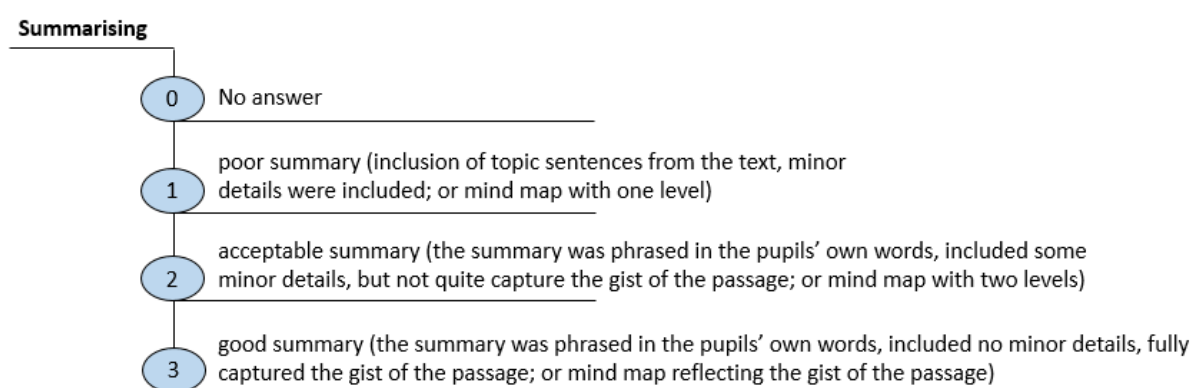 Summarising
0 No answer
poor summary (inclusion of topic sentences from the text, minor
1 details were included; or mind map with one level)
acceptable summary (the summary was phrased in the pupils’ own words, included some
2 minor details, but not quite capture the gist of the passage; or mind map with two levels)
good summary (the summary was phrased in the pupils’ own words, included no minor details, fully
3 captured the gist of the passage; or mind map reflecting the gist of the passage)